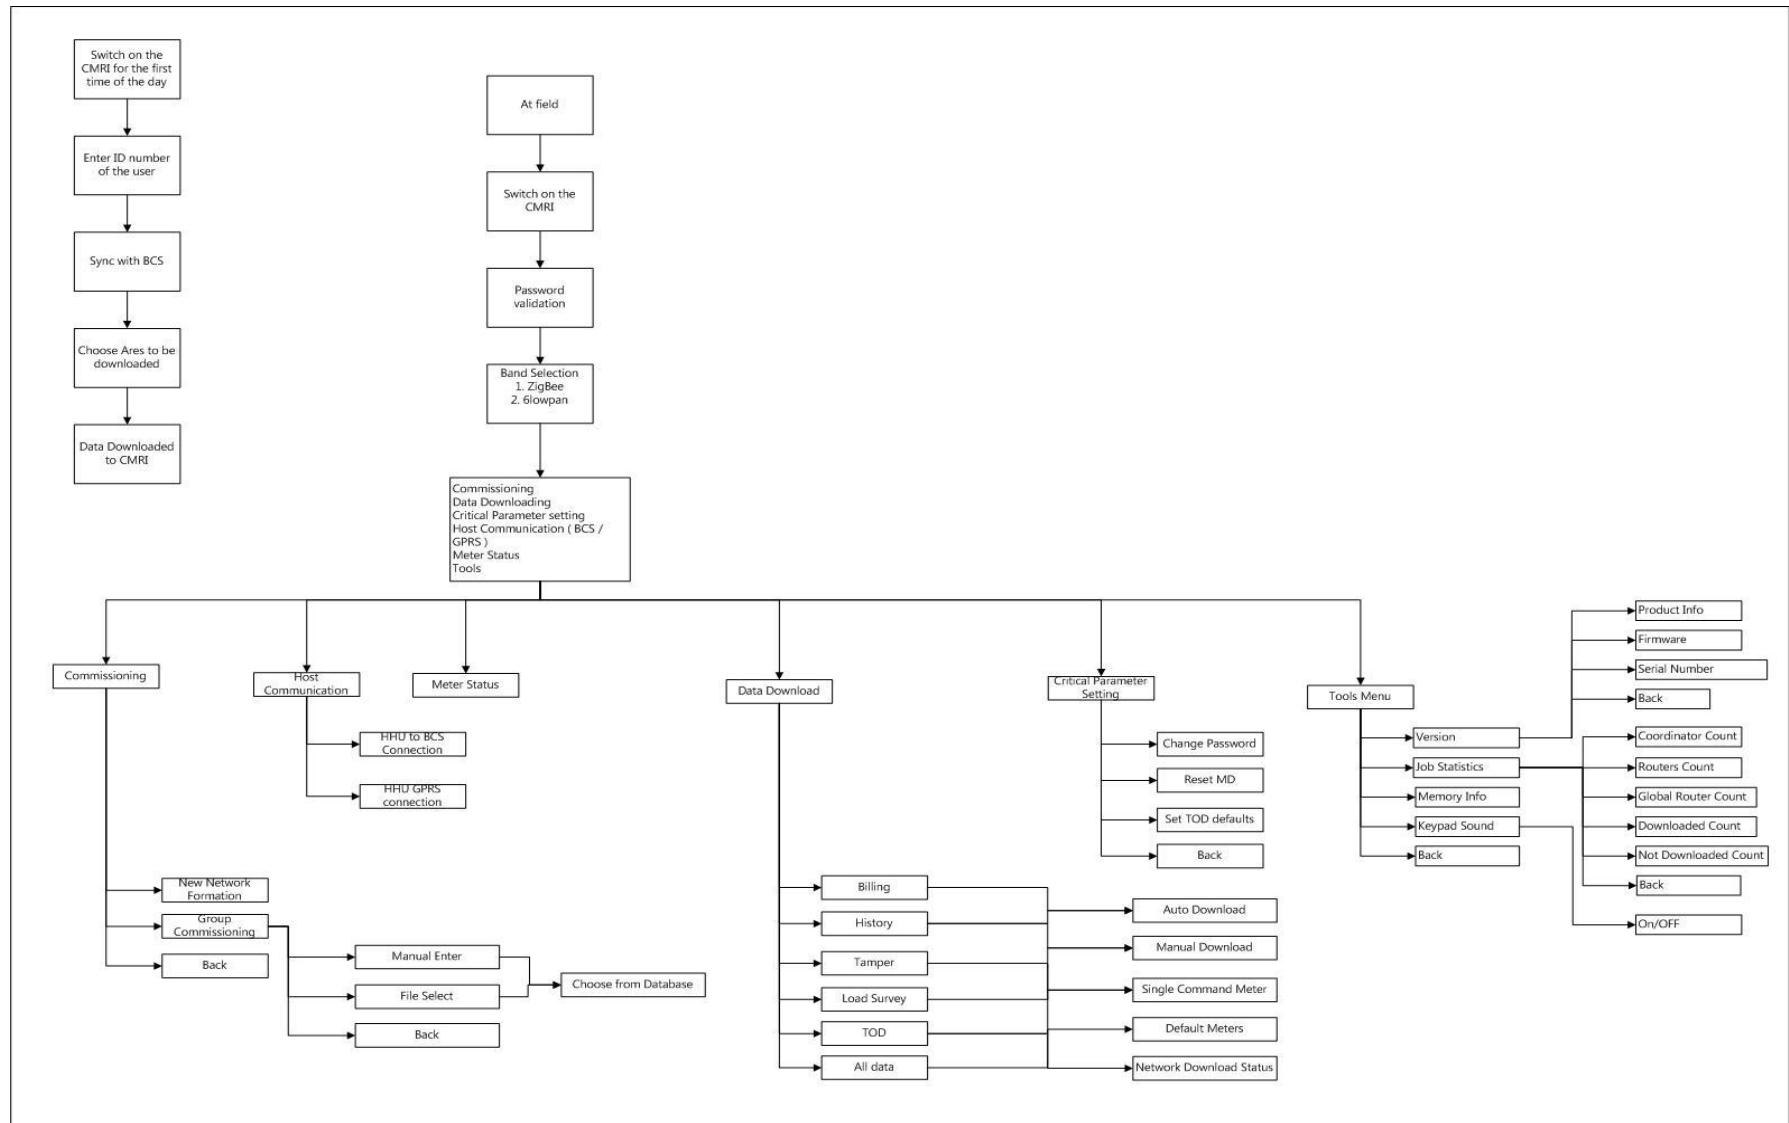 Switch on the
CMRI for the first
time of the day
Enter ID number
of the user
Sync with BCS
Choose Ares to be
downloaded
Data Downloaded
to CMRI
At field
Switch on the
CMRI
Password
validation
Band Selection
1. ZigBee
2. 6lowpan
Commissioning
Data Downloading
Critical Parameter setting
Host Communication ( BCS /
GPRS )
Meter Status
Tools
Commissioning
New Network
Formation
Group
Commissioning
Back
Manual Enter
File Select
Back
Choose from Database
Host
Communication
HHU to BCS
Connection
HHU GPRS
connection
Meter Status
Data Download
Billing
History
Tamper
Load Survey
TOD
All data
Auto Download
Manual Download
Single Command Meter
Default Meters
Network Download Status
Critical Parameter
Setting
Change Password
Reset MD
Set TOD defaults
Back
Tools Menu
Version
Job Statistics
Memory Info
Keypad Sound
Back
Product Info
Firmware
Serial Number
Back
Coordinator Count
Routers Count
Global Router Count
Downloaded Count
Not Downloaded Count
Back
On/OFF